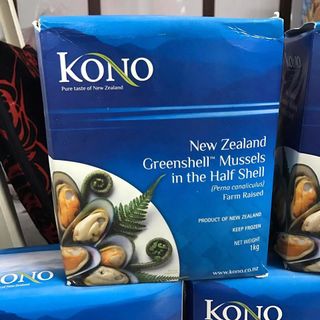 KONO
Pure taste of New Zealand
New Zealand
Greenshell™ Mussels
in the Half Shell
(Perna canaliculus)
Farm Raised
PRODUCT OF NEW ZEALAND
KEEP FROZEN
NET WEIGHT
1kg
www.kono.co.nz
KONO
KONO